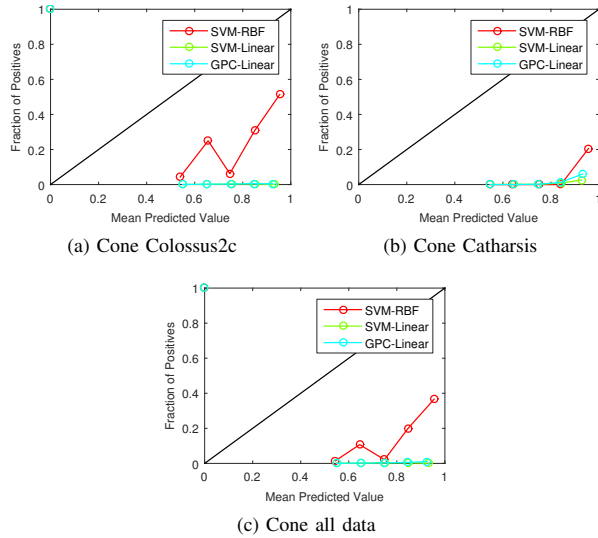 1
0.8
0.6
0.4
0.2
0
Fraction of Positives
SVM-RBF
SVM-Linear
GPC-Linear
0 0.2 0.4 0.6 0.8 1
Mean Predicted Value
(a) Cone Colossus2c
1
0.8
0.6
0.4
0.2
0
Fraction of Positives
SVM-RBF
SVM-Linear
GPC-Linear
0 0.2 0.4 0.6 0.8 1
Mean Predicted Value
(b) Cone Catharsis
1
0.8
0.6
0.4
0.2
0
Fraction of Positives
SVM-RBF
SVM-Linear
GPC-Linear
0 0.2 0.4 0.6 0.8 1
Mean Predicted Value
(c) Cone all data